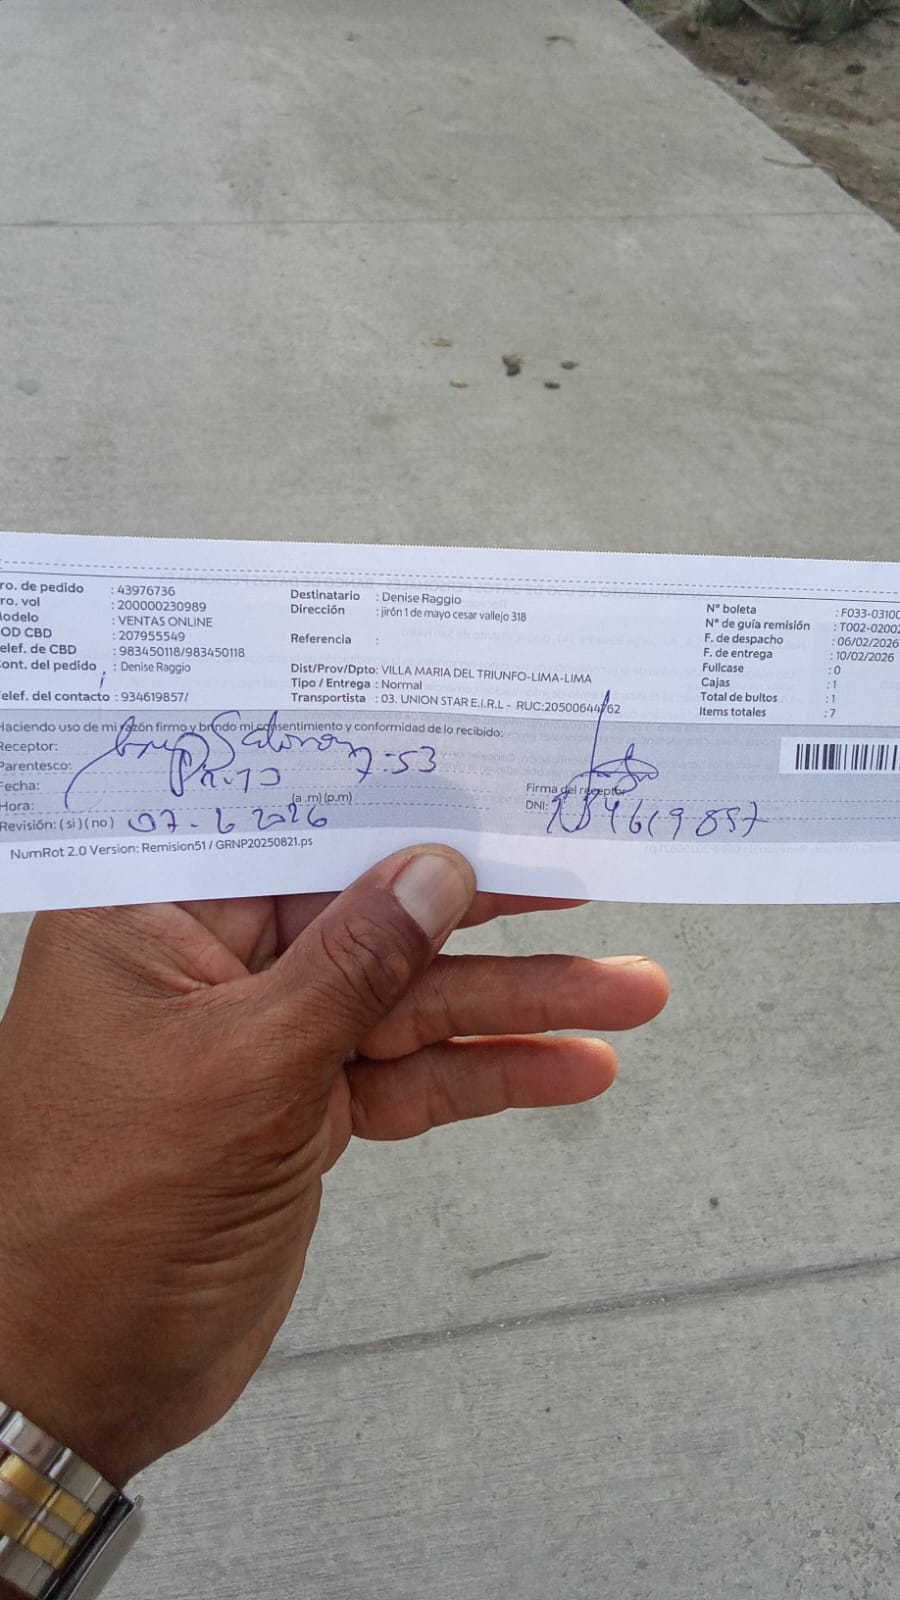 ro. de pedido : 43976736
ro. vol : 200000230989
odelo : VENTAS ONLINE
OD CBD : 207955549
elef. de CBD : 983450118/983450118
ont. del pedido : Denise Raggio
elef. del contacto : 934619857/
Destinatario : Denise Raggio
Dirección : jirón 1 de mayo cesar vallejo 318
Referencia :
Dist/Prov/Dpto: VILLA MARIA DEL TRIUNFO-LIMA-LIMA
Tipo / Entrega : Normal
Transportista : 03. UNION STAR E.I.R.L - RUC:20500644762
N° boleta : F033-03100
N° de guía remisión : T002-02002
F. de despacho : 06/02/2026
F. de entrega : 10/02/2026
Fullcase : 0
Cajas : 1
Total de bultos : 1
Items totales : 7
Haciendo uso de mi razón firmo y brindo mi consentimiento y conformidad de lo recibido:
Receptor:
Parentesco: 7:53
Fecha:
Hora: (a.m) (p.m)
Revisión: (si) (no) 2026
Firma del receptor
DNI:
NumRot 2.0 Version: Remision51 / GRNP20250821.ps